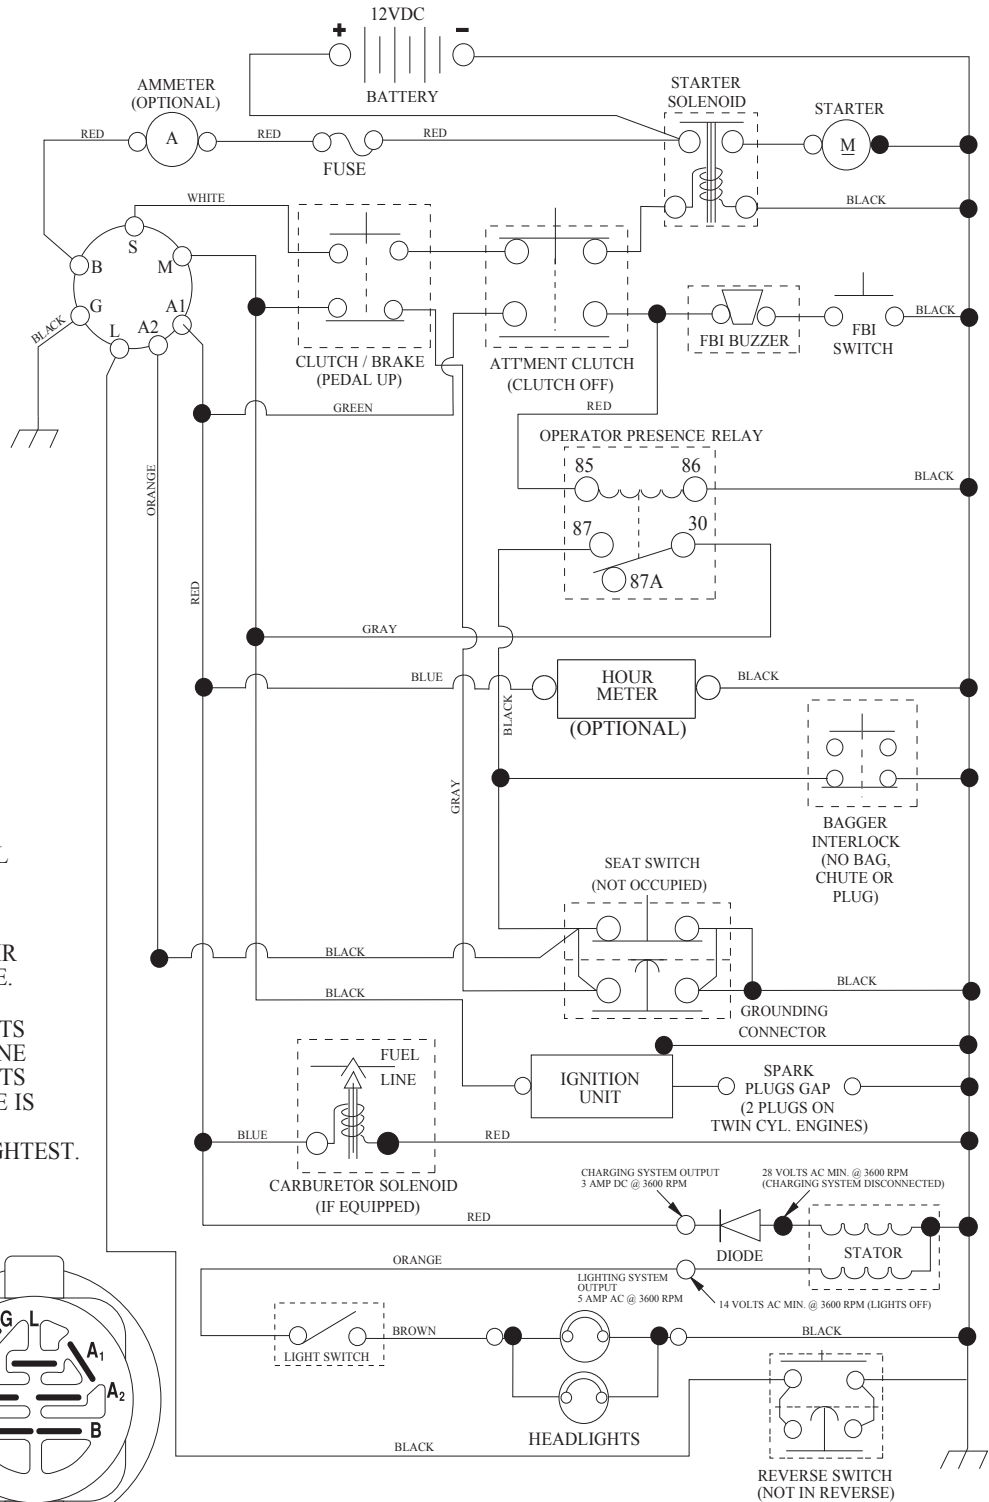 12VDC
+
-
BATTERY
AMMETER
(OPTIONAL)
RED
A
RED
FUSE
RED
STARTER
SOLENOID
STARTER
M
WHITE
BLACK
S
B
M
G
A1
A2
L
BLACK
CLUTCH / BRAKE
(PEDAL UP)
ATT'MENT CLUTCH
(CLUTCH OFF)
FBI BUZZER
FBI
SWITCH
BLACK
GREEN
RED
OPERATOR PRESENCE RELAY
85
86
BLACK
87
30
87A
ORANGE
RED
GRAY
BLUE
HOUR
METER
(OPTIONAL)
BLACK
BLACK
GRAY
BAGGER
INTERLOCK
(NO BAG,
CHUTE OR
PLUG)
SEAT SWITCH
(NOT OCCUPIED)
L
IR
E.
TS
NE
TS
E IS
GHTEST.
BLACK
BLACK
BLACK
GROUNDING
CONNECTOR
FUEL
LINE
IGNITION
UNIT
SPARK
PLUGS GAP
(2 PLUGS ON
TWIN CYL. ENGINES)
BLUE
RED
CARBURETOR SOLENOID
(IF EQUIPPED)
RED
CHARGING SYSTEM OUTPUT
3 AMP DC @ 3600 RPM
28 VOLTS AC MIN. @ 3600 RPM
(CHARGING SYSTEM DISCONNECTED)
DIODE
STATOR
ORANGE
LIGHTING SYSTEM
OUTPUT
5 AMP AC @ 3600 RPM
14 VOLTS AC MIN. @ 3600 RPM (LIGHTS OFF)
LIGHT SWITCH
BROWN
BLACK
HEADLIGHTS
BLACK
REVERSE SWITCH
(NOT IN REVERSE)
G
L
A1
A2
B